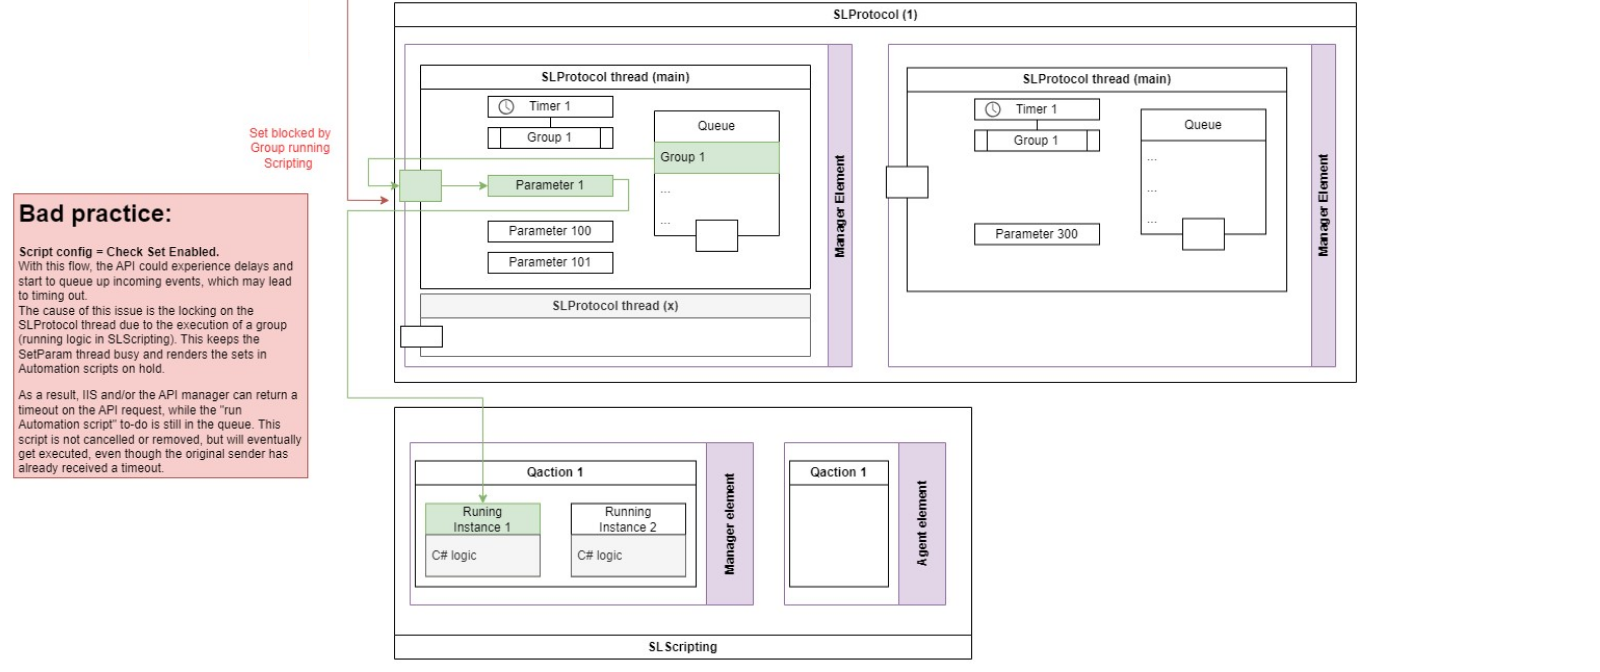 SLProtocol (1)
SLProtocol thread (main)
Timer 1
Group 1
Queue
Group 1
...
...
Parameter 1
Parameter 100
Parameter 101
SLProtocol thread (x)
Manager Element
SLProtocol thread (main)
Timer 1
Group 1
Queue
...
...
...
Parameter 300
Manager Element
Set blocked by
Group running
Scripting
Bad practice:
Script config = Check Set Enabled.
With this flow, the API could experience delays and
start to queue up incoming events, which may lead
to timing out.
The cause of this issue is the locking on the
SLProtocol thread due to the execution of a group
(running logic in SLScripting). This keeps the
SetParam thread busy and renders the sets in
Automation scripts on hold.
As a result, IIS and/or the API manager can return a
timeout on the API request, while the "run
Automation script" to-do is still in the queue. This
script is not cancelled or removed, but will eventually
get executed, even though the original sender has
already received a timeout.
Qaction 1
Runing
Instance 1
C# logic
Running
Instance 2
C# logic
Manager element
Qaction 1
Agent element
SLScripting